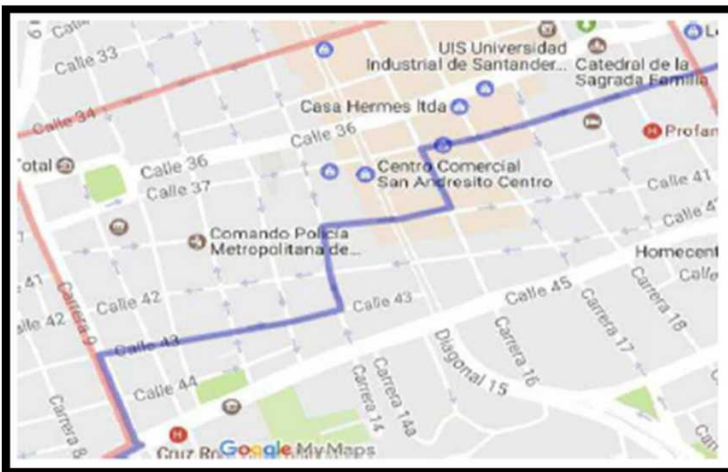 Calle 33
UIS Universidad
Industrial de Santander...
Catedral de la
Sagrada Familia
Calle 34
Casa Hermes ltda
Calle 36
Profam
Total
Calle 36
Centro Comercial
San Andresito Centro
Calle 37
Calle 41
Comando Policía
Metropolitana de...
Homecent
Calle 45
Calle 42
Calle 43
Carrera 9
Carrera 18
Carrera 17
Calle 43
Carrera 16
Diagonal 15
Calle 44
Carrera 14a
Carrera 14
Carrera 8
Cruz Ro
Google My Maps